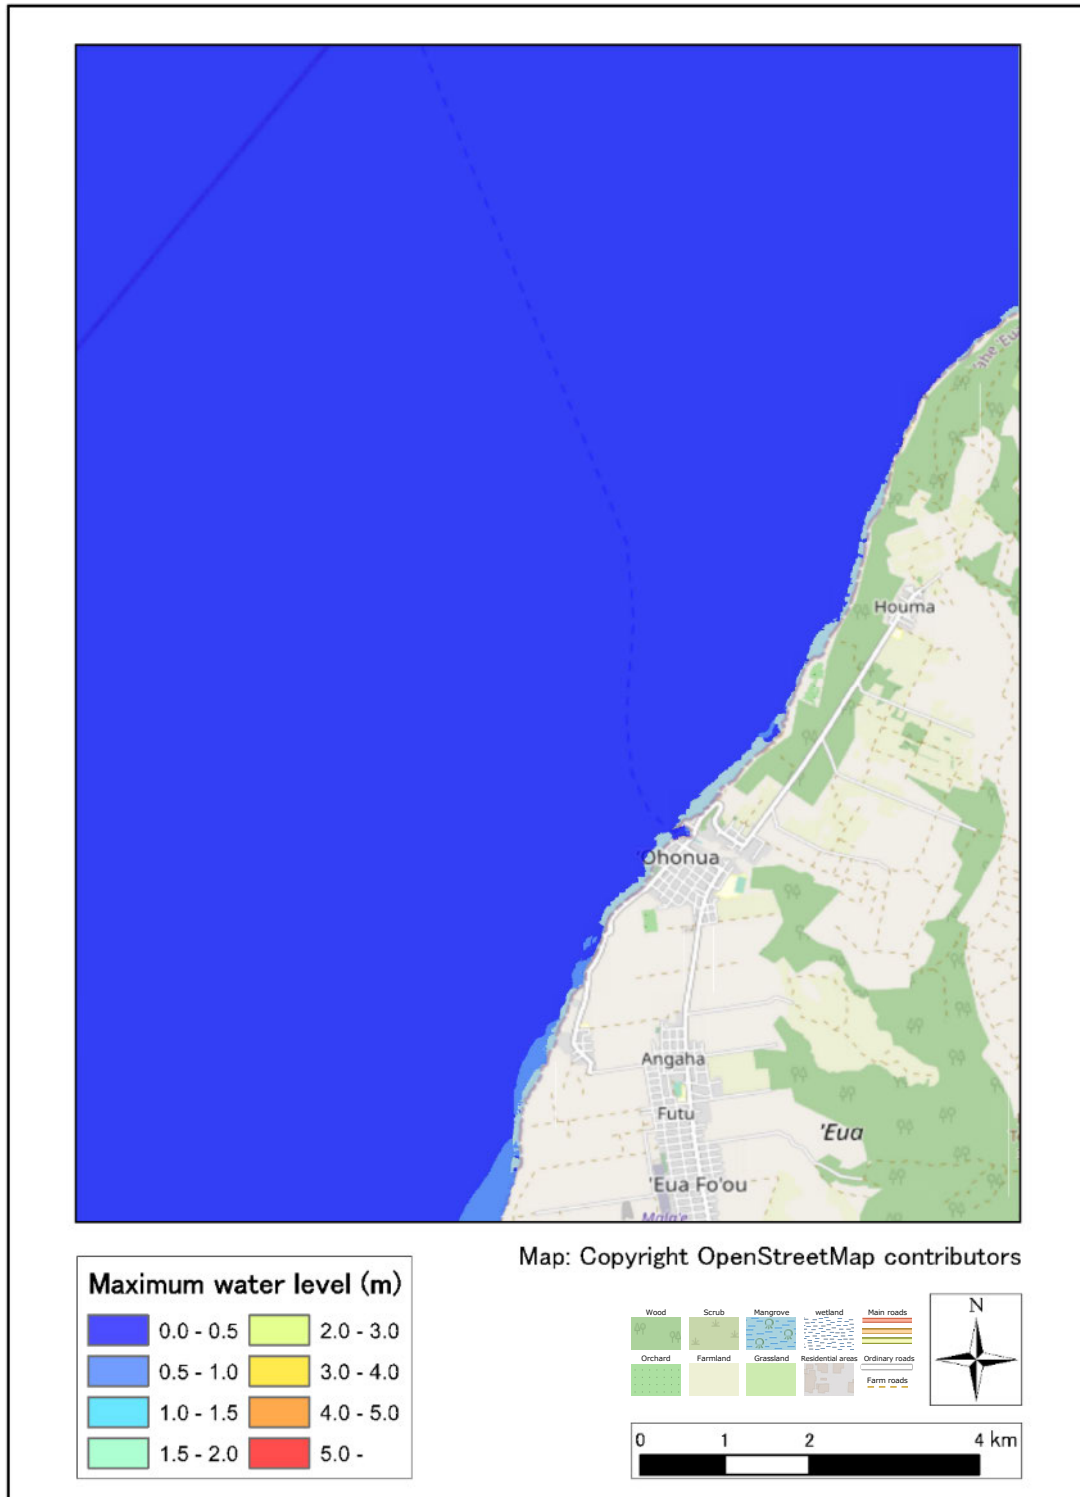 Houma
'Ohonua
Angaha
Futu
'Eua
'Eua Fo'ou
Mala'e
Map: Copyright OpenStreetMap contributors
Maximum water level (m)
0.0 - 0.5
2.0 - 3.0
0.5 - 1.0
3.0 - 4.0
1.0 - 1.5
4.0 - 5.0
1.5 - 2.0
5.0 -
Wood
Scrub
Mangrove
wetland
Main roads
Orchard
Farmland
Grassland
Residential areas
Ordinary roads
Farm roads
N
0 1 2 4 km